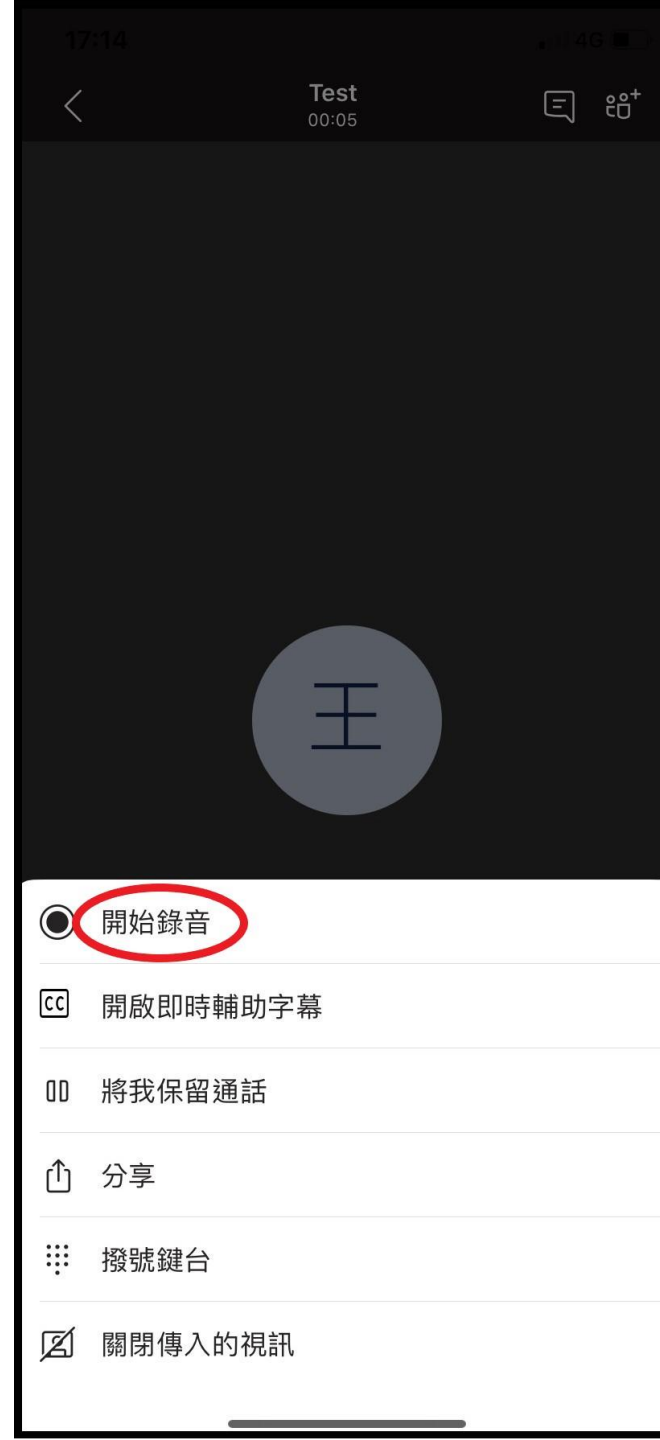 17:14
4G
Test
00:05
王
開始錄音
CC
開啟即時輔助字幕
將我保留通話
分享
撥號鍵台
關閉傳入的視訊